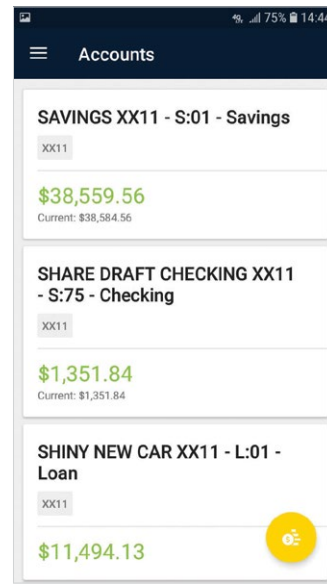 75% 14:44
Accounts
SAVINGS XX11 - S:01 - Savings
XX11
$38,559.56
Current: $38,584.56
SHARE DRAFT CHECKING XX11
- S:75 - Checking
XX11
$1,351.84
Current: $1,351.84
SHINY NEW CAR XX11 - L:01 -
Loan
XX11
$11,494.13